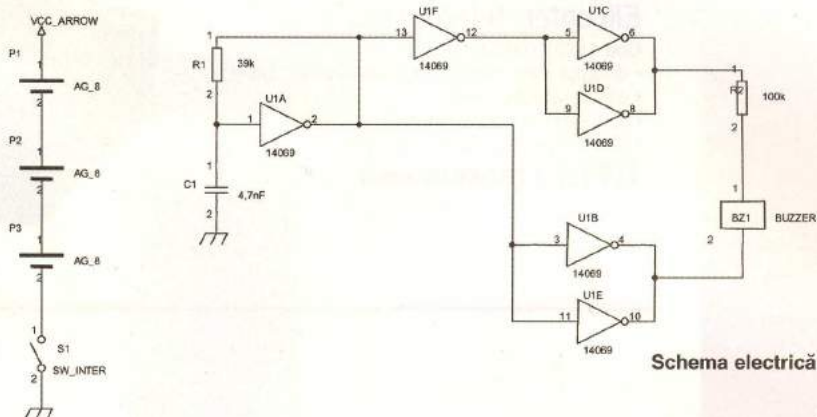 VCC_ARROW
P1
1
2
AG_8
P2
1
2
AG_8
P3
1
2
AG_8
1
S1
2
SW_INTER
1
R1
39k
2
U1A
1
2
14069
1
C1
4,7nF
2
U1F
13
12
14069
U1C
5
6
14069
U1D
9
8
14069
1
R2
100k
2
1
BZ1
BUZZER
2
U1B
3
4
14069
U1E
11
10
14069
Schema electrică